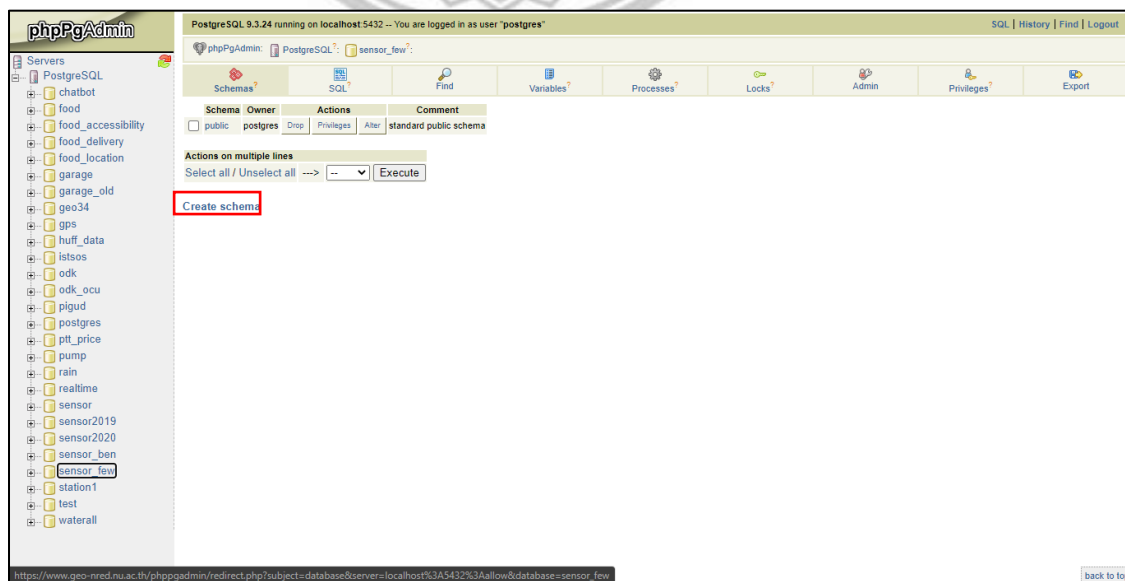 phpPgAdmin
PostgreSQL 9.3.24 running on localhost:5432 -- You are logged in as user "postgres"
SQL | History | Find | Logout
phpPgAdmin: PostgreSQL?: sensor_few?:
Schemas? SQL? Find Variables? Processes? Locks? Admin Privileges? Export
Schema Owner Actions Comment
public postgres Drop Privileges Alter standard public schema
Actions on multiple lines
Select all / Unselect all ---> -- Execute
Create schema
Servers
PostgreSQL
chatbot
food
food_accessibility
food_delivery
food_location
garage
garage_old
geo34
gps
huff_data
istsos
odk
odk_ocu
pigud
postgres
ptt_price
pump
rain
realtime
sensor
sensor2019
sensor2020
sensor_ben
sensor_few
station1
test
waterall
https://www.geo-nred.nu.ac.th/phppgadmin/redirect.php?subject=database&server=localhost%3A5432%3Aallow&database=sensor_few
back to to